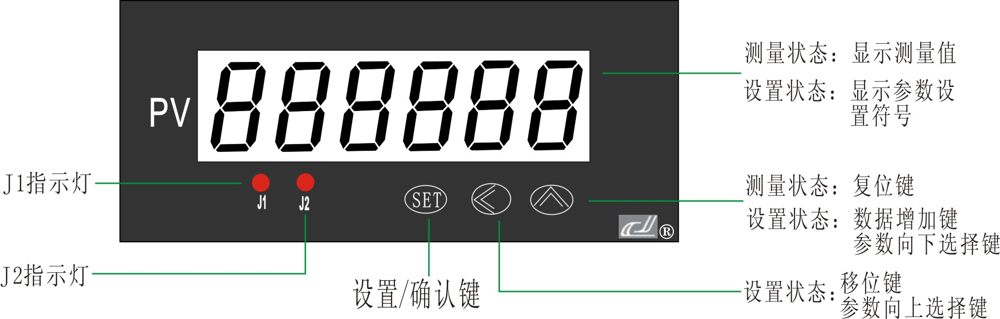 测量状态：显示测量值
设置状态：显示参数设
置符号
888888
PV
J1指示灯
J1
J2
SET
测量状态：复位键
设置状态：数据增加键
参数向下选择键
®
J2指示灯
设置/确认键
设置状态：移位键
参数向上选择键